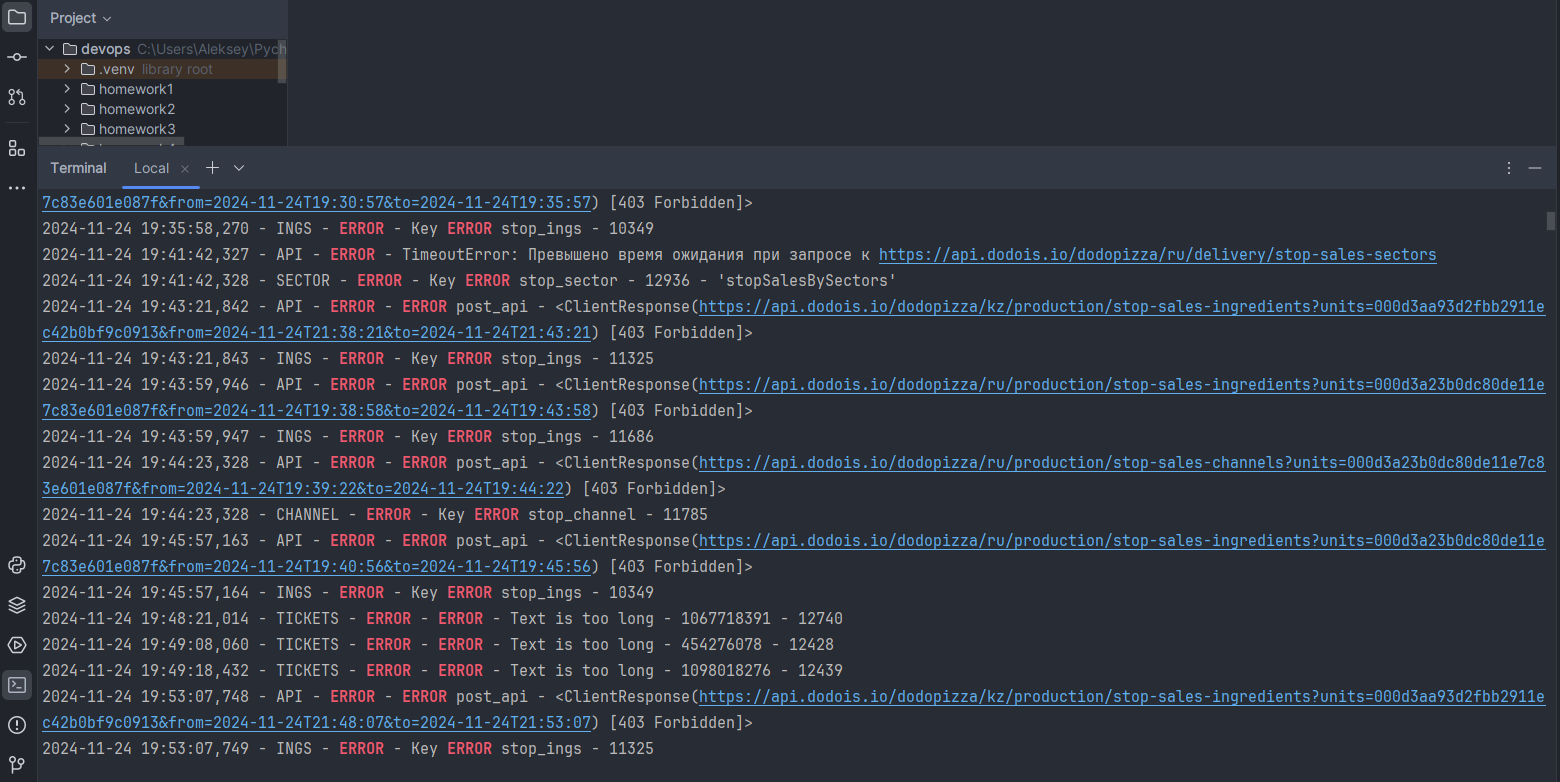 Project
devops C:\Users\Aleksey\Pych
.venv library root
homework1
homework2
homework3
Terminal Local
7c83e601e087f&from=2024-11-24T19:30:57&to=2024-11-24T19:35:57) [403 Forbidden]>
2024-11-24 19:35:58,270 - INGS - ERROR - Key ERROR stop_ings - 10349
2024-11-24 19:41:42,327 - API - ERROR - TimeoutError: Превышено время ожидания при запросе к https://api.dodois.io/dodopizza/ru/delivery/stop-sales-sectors
2024-11-24 19:41:42,328 - SECTOR - ERROR - Key ERROR stop_sector - 12936 - 'stopSalesBySectors'
2024-11-24 19:43:21,842 - API - ERROR - ERROR post_api - <ClientResponse(https://api.dodois.io/dodopizza/kz/production/stop-sales-ingredients?units=000d3aa93d2fbb2911e
c42b0bf9c0913&from=2024-11-24T21:38:21&to=2024-11-24T21:43:21) [403 Forbidden]>
2024-11-24 19:43:21,843 - INGS - ERROR - Key ERROR stop_ings - 11325
2024-11-24 19:43:59,946 - API - ERROR - ERROR post_api - <ClientResponse(https://api.dodois.io/dodopizza/ru/production/stop-sales-ingredients?units=000d3a23b0dc80de11e
7c83e601e087f&from=2024-11-24T19:38:58&to=2024-11-24T19:43:58) [403 Forbidden]>
2024-11-24 19:43:59,947 - INGS - ERROR - Key ERROR stop_ings - 11686
2024-11-24 19:44:23,328 - API - ERROR - ERROR post_api - <ClientResponse(https://api.dodois.io/dodopizza/ru/production/stop-sales-channels?units=000d3a23b0dc80de11e7c8
3e601e087f&from=2024-11-24T19:39:22&to=2024-11-24T19:44:22) [403 Forbidden]>
2024-11-24 19:44:23,328 - CHANNEL - ERROR - Key ERROR stop_channel - 11785
2024-11-24 19:45:57,163 - API - ERROR - ERROR post_api - <ClientResponse(https://api.dodois.io/dodopizza/ru/production/stop-sales-ingredients?units=000d3a23b0dc80de11e
7c83e601e087f&from=2024-11-24T19:40:56&to=2024-11-24T19:45:56) [403 Forbidden]>
2024-11-24 19:45:57,164 - INGS - ERROR - Key ERROR stop_ings - 10349
2024-11-24 19:48:21,014 - TICKETS - ERROR - ERROR - Text is too long - 1067718391 - 12740
2024-11-24 19:49:08,060 - TICKETS - ERROR - ERROR - Text is too long - 454276078 - 12428
2024-11-24 19:49:18,432 - TICKETS - ERROR - ERROR - Text is too long - 1098018276 - 12439
2024-11-24 19:53:07,748 - API - ERROR - ERROR post_api - <ClientResponse(https://api.dodois.io/dodopizza/kz/production/stop-sales-ingredients?units=000d3aa93d2fbb2911e
c42b0bf9c0913&from=2024-11-24T21:48:07&to=2024-11-24T21:53:07) [403 Forbidden]>
2024-11-24 19:53:07,749 - INGS - ERROR - Key ERROR stop_ings - 11325